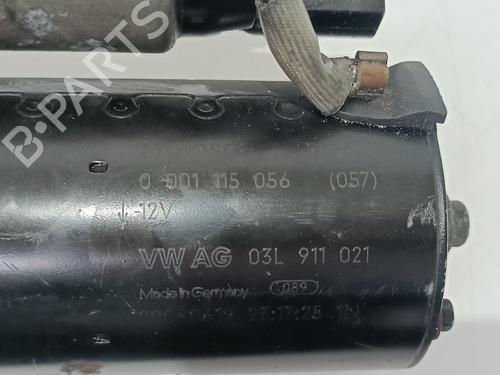 B-PARTS
BOSCH
0 001 115 056 (057)
-12V
VW AG 03L 911 021
Made in Germany 089